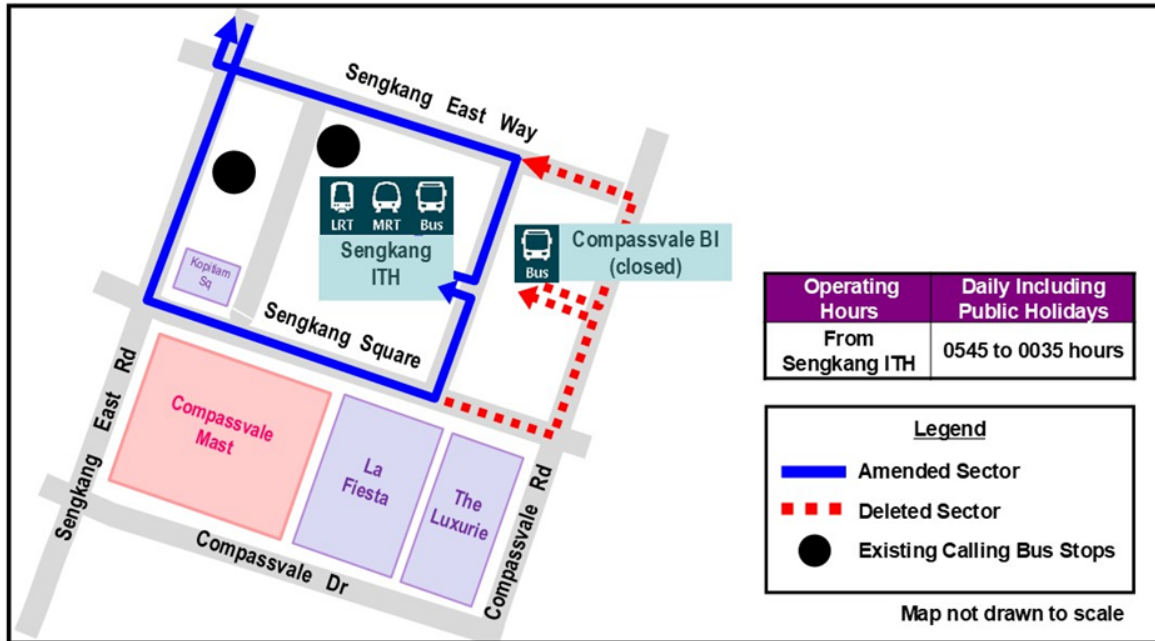 Sengkang East Way
LRT MRT Bus
Sengkang
ITH
Bus
Compassvale BI
(closed)
Kopitiam
Sq
Sengkang Square
Sengkang East Rd
Compassvale
Mast
La
Fiesta
The
Luxurie
Compassvale Rd
Compassvale Dr
Operating
Hours
Daily Including
Public Holidays
From
Sengkang ITH
0545 to 0035 hours
Legend
Amended Sector
Deleted Sector
Existing Calling Bus Stops
Map not drawn to scale